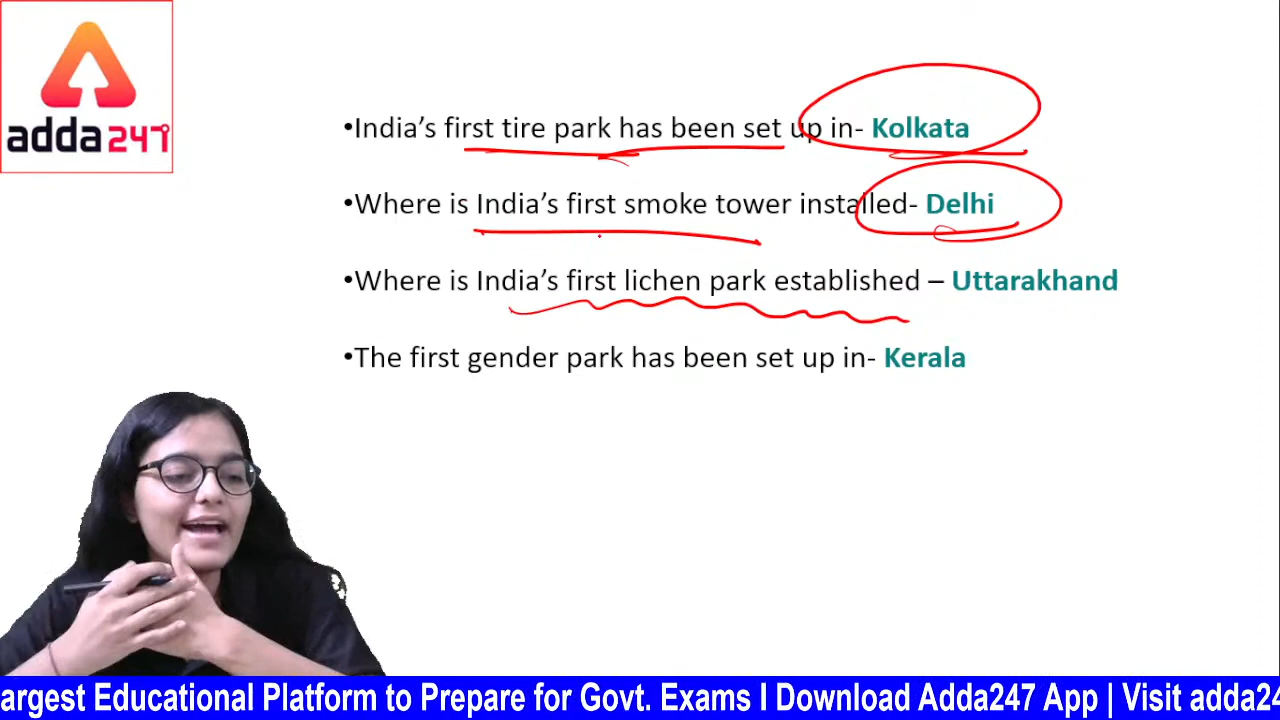 adda247
•India’s first tire park has been set up in- Kolkata
•Where is India’s first smoke tower installed- Delhi
•Where is India’s first lichen park established – Uttarakhand
•The first gender park has been set up in- Kerala
argest Educational Platform to Prepare for Govt. Exams I Download Adda247 App | Visit adda24